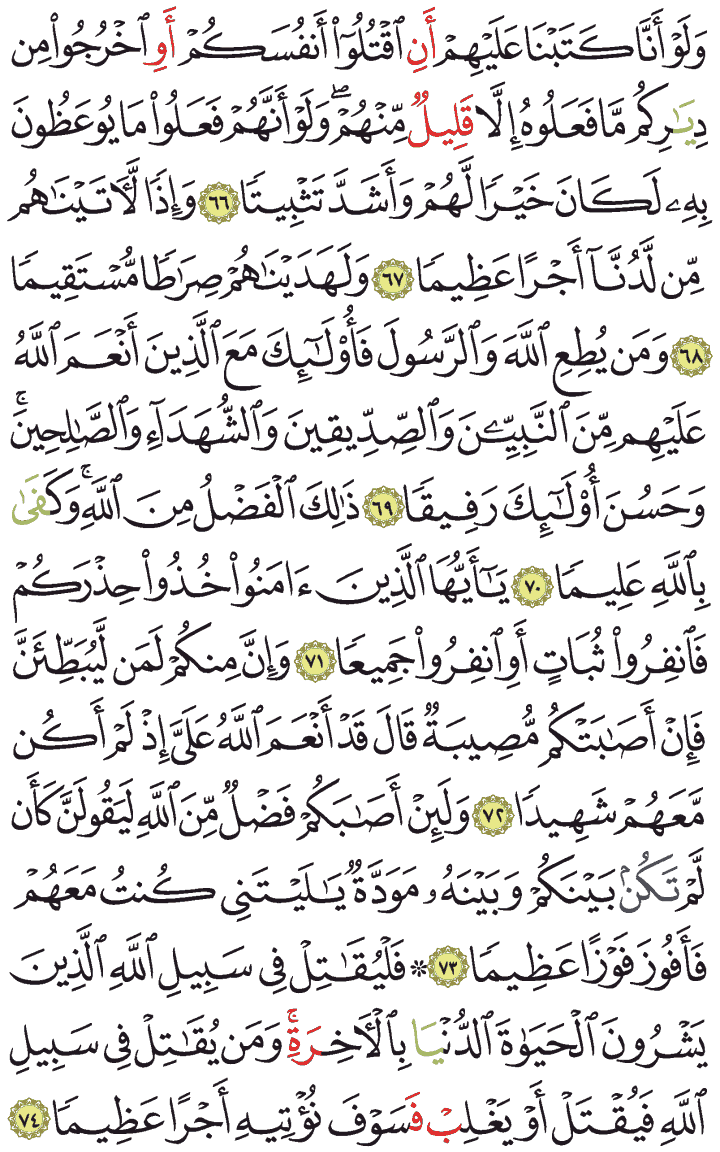 وَلَوْ أَنَّا كَتَبْنَا عَلَيْهِمْ أَنِ ٱقْتُلُوٓا۟ أَنفُسَكُمْ أَوِ ٱخْرُجُوا۟ مِن
دِيَـٰرِكُم مَّا فَعَلُوهُ إِلَّا قَلِيلٌ مِّنْهُمْ ۖ وَلَوْ أَنَّهُمْ فَعَلُوا۟ مَا يُوعَظُونَ
بِهِۦ لَكَانَ خَيْرًا لَّهُمْ وَأَشَدَّ تَثْبِيتًا ٦٦ وَإِذًا لَّـَٔاتَيْنَـٰهُم
مِّن لَّدُنَّآ أَجْرًا عَظِيمًا ٦٧ وَلَهَدَيْنَـٰهُمْ صِرَٰطًا مُّسْتَقِيمًا
٦٨ وَمَن يُطِعِ ٱللَّهَ وَٱلرَّسُولَ فَأُو۟لَـٰٓئِكَ مَعَ ٱلَّذِينَ أَنْعَمَ ٱللَّهُ
عَلَيْهِم مِّنَ ٱلنَّبِيِّـۧنَ وَٱلصِّدِّيقِينَ وَٱلشُّهَدَآءِ وَٱلصَّـٰلِحِينَ ۚ
وَحَسُنَ أُو۟لَـٰٓئِكَ رَفِيقًا ٦٩ ذَٰلِكَ ٱلْفَضْلُ مِنَ ٱللَّهِ ۚ وَكَفَىٰ
بِٱللَّهِ عَلِيمًا ٧٠ يَـٰٓأَيُّهَا ٱلَّذِينَ ءَامَنُوا۟ خُذُوا۟ حِذْرَكُمْ
فَٱنفِرُوا۟ ثُبَاتٍ أَوِ ٱنفِرُوا۟ جَمِيعًا ٧١ وَإِنَّ مِنكُمْ لَمَن لَّيُبَطِّئَنَّ
فَإِنْ أَصَـٰبَتْكُم مُّصِيبَةٌ قَالَ قَدْ أَنْعَمَ ٱللَّهُ عَلَىَّ إِذْ لَمْ أَكُن
مَّعَهُمْ شَهِيدًا ٧٢ وَلَئِنْ أَصَـٰبَكُمْ فَضْلٌ مِّنَ ٱللَّهِ لَيَقُولَنَّ كَأَن
لَّمْ تَكُنۢ بَيْنَكُمْ وَبَيْنَهُۥ مَوَدَّةٌ يَـٰلَيْتَنِى كُنتُ مَعَهُمْ
فَأَفُوزَ فَوْزًا عَظِيمًا ٧٣ ۞ فَلْيُقَـٰتِلْ فِى سَبِيلِ ٱللَّهِ ٱلَّذِينَ
يَشْرُونَ ٱلْحَيَوٰةَ ٱلدُّنْيَا بِٱلْـَٔاخِرَةِ ۚ وَمَن يُقَـٰتِلْ فِى سَبِيلِ
ٱللَّهِ فَيُقْتَلْ أَوْ يَغْلِبْ فَسَوْفَ نُؤْتِيهِ أَجْرًا عَظِيمًا ٧٤